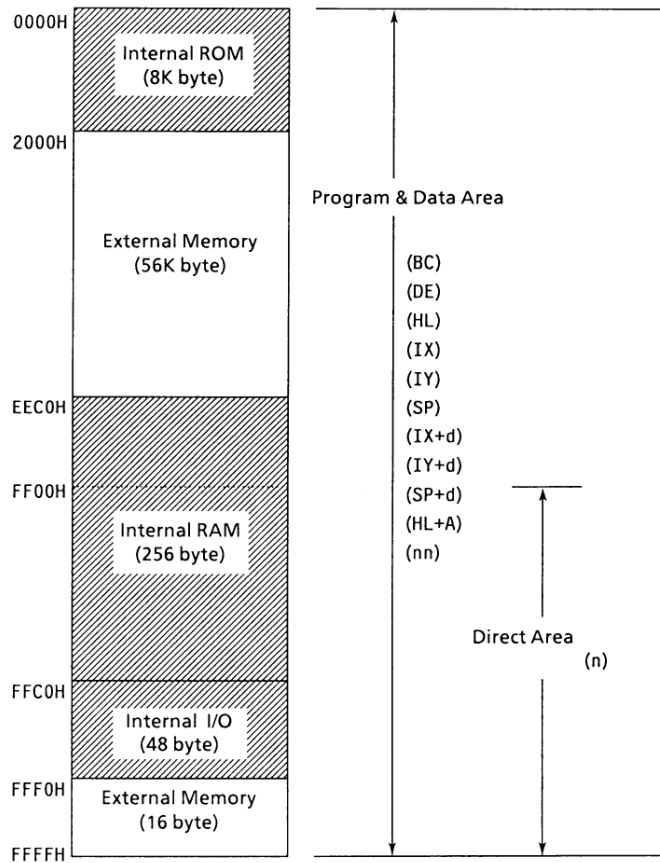 0000H
Internal ROM
(8K byte)
2000H
External Memory
(56K byte)
EEC0H
FF00H
Internal RAM
(256 byte)
FFC0H
Internal I/O
(48 byte)
FFF0H
External Memory
(16 byte)
FFFFH
Program & Data Area
(BC)
(DE)
(HL)
(IX)
(IY)
(SP)
(IX+d)
(IY+d)
(SP+d)
(HL+A)
(nn)
Direct Area
(n)